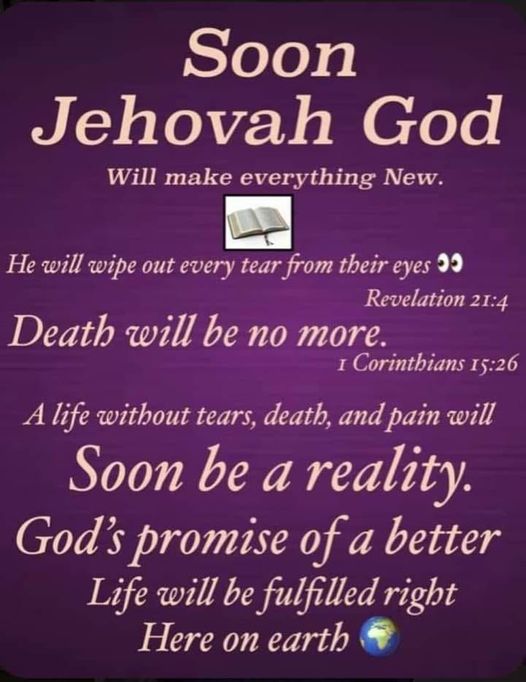 Soon
Jehovah God
Will make everything New.
He will wipe out every tear from their eyes 👀
Revelation 21:4
Death will be no more.
1 Corinthians 15:26
A life without tears, death, and pain will
Soon be a reality.
God's promise of a better
Life will be fulfilled right
Here on earth 🌍